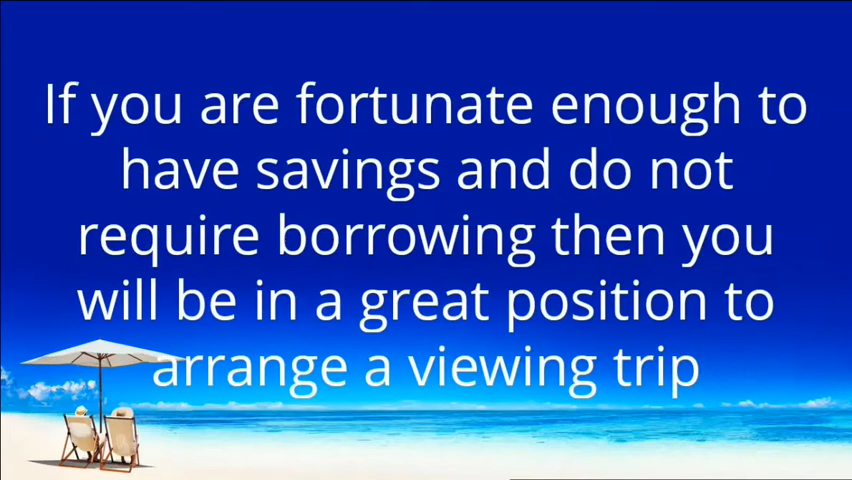 If you are fortunate enough to
have savings and do not
require borrowing then you
will be in a great position to
arrange a viewing trip